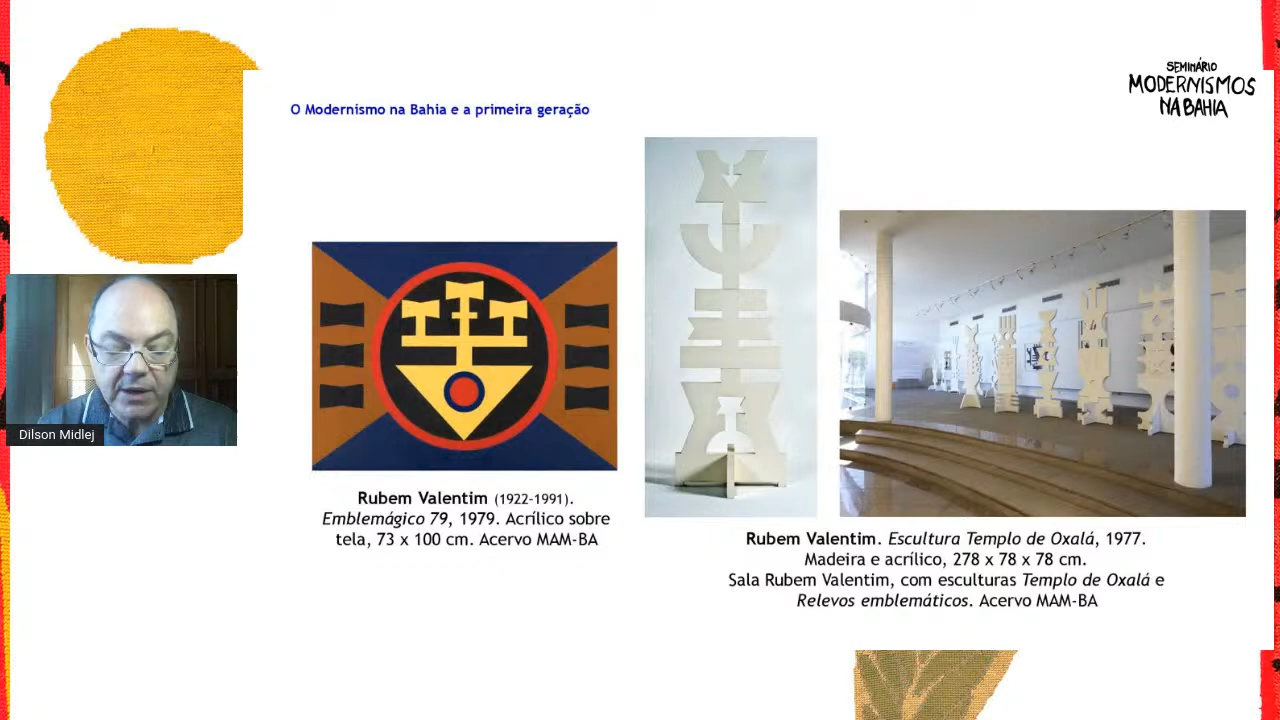 SEMINÁRIO
MODERNISMOS
NA BAHIA
O Modernismo na Bahia e a primeira geração
Dilson Midlej
Rubem Valentim (1922-1991).
Emblemágico 79, 1979. Acrílico sobre
tela, 73 x 100 cm. Acervo MAM-BA
Rubem Valentim. Escultura Templo de Oxalá, 1977.
Madeira e acrílico, 278 x 78 x 78 cm.
Sala Rubem Valentim, com esculturas Templo de Oxalá e
Relevos emblemáticos. Acervo MAM-BA